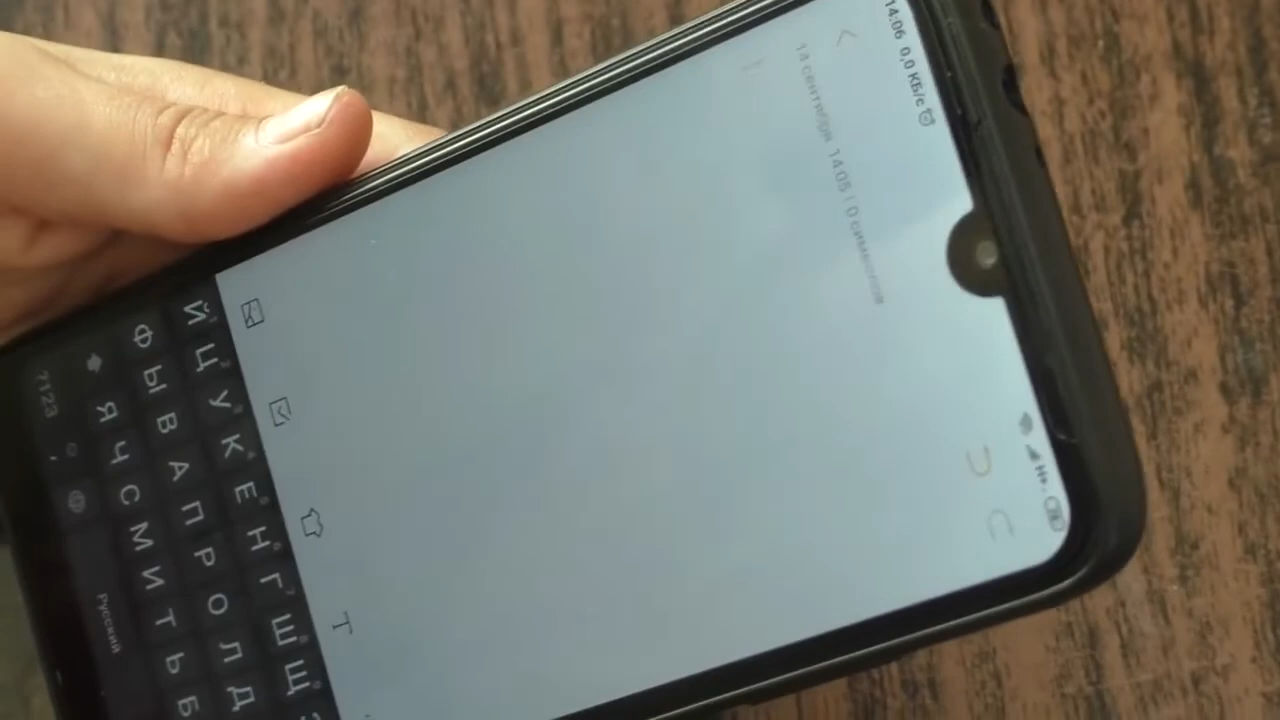 14:06 0,0 КБ/с
H+
18 сентября 14:05 | 0 символов
T
Й Ц У К Е Н Г Ш Щ
Ф Ы В А П Р О Л Д
Я Ч С М И Т Ь Б
?123 , Русский